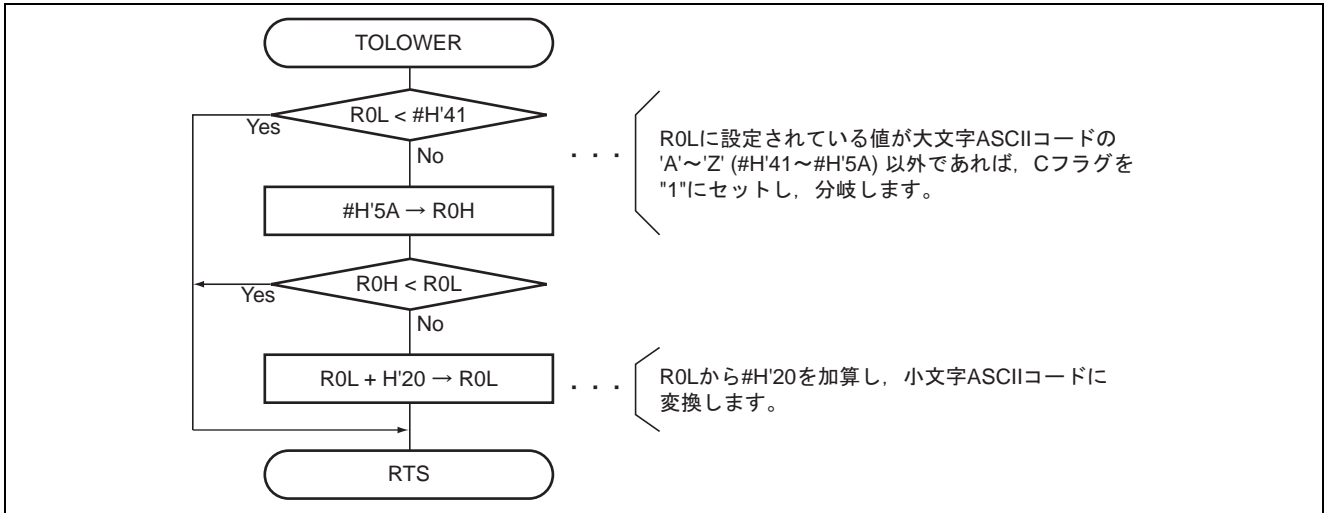 TOLOWER
R0L < #H'41
Yes
No
. . .
R0Lに設定されている値が大文字ASCIIコードの
'A'～'Z' (#H'41～#H'5A) 以外であれば，Cフラグを
"1"にセットし，分岐します。
#H'5A → R0H
R0H < R0L
Yes
No
R0L + H'20 → R0L
. . .
R0Lから#H'20を加算し，小文字ASCIIコードに
変換します。
RTS